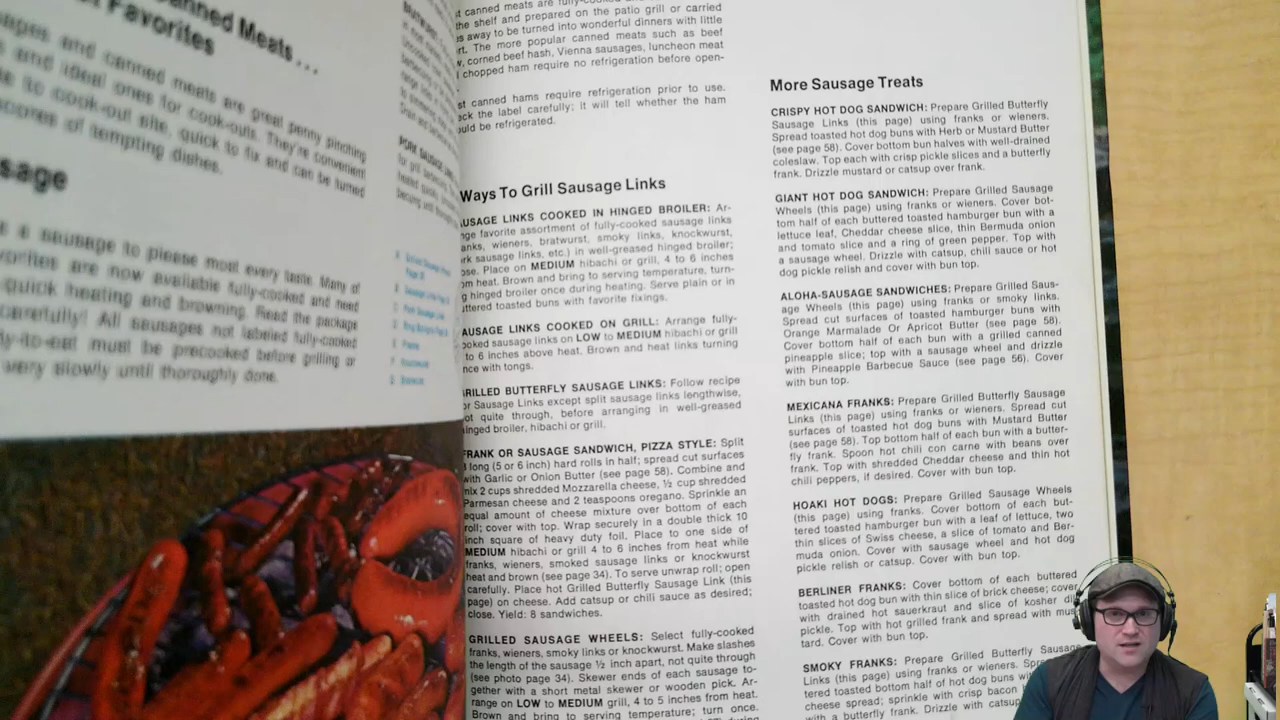 anned Meats...
t Favorites
ages and canned meats are great penny pinching
s and ideal ones for cook-outs. They're convenient
e to cook-out site, quick to fix and can be turned
scores of tempting dishes.
sage
s a sausage to please most every taste. Many of
vorites are now available fully-cooked and need
quick heating and browning. Read the package
carefully! All sausages not labeled fully-cooked
dy-to-eat must be precooked before grilling or
very slowly until thoroughly done.
t canned meats are fully-cooked
the shelf and prepared on the patio grill or carried
s away to be turned into wonderful dinners with little
rt. The more popular canned meats such as beef
w, corned beef hash, Vienna sausages, luncheon meat
chopped ham require no refrigeration before open-
st canned hams require refrigeration prior to use.
eck the label carefully; it will tell whether the ham
ould be refrigerated.
Ways To Grill Sausage Links
AUSAGE LINKS COOKED IN HINGED BROILER: Ar-
nge favorite assortment of fully-cooked sausage links
anks, wieners, bratwurst, smoky links, knockwurst,
rk sausage links, etc.) in well-greased hinged broiler;
ose. Place on MEDIUM hibachi or grill, 4 to 6 inches
om heat. Brown and bring to serving temperature, turn-
g hinged broiler once during heating. Serve plain or in
uttered toasted buns with favorite fixings.
AUSAGE LINKS COOKED ON GRILL: Arrange fully-
ooked sausage links on LOW to MEDIUM hibachi or grill
to 6 inches above heat. Brown and heat links turning
nce with tongs.
GRILLED BUTTERFLY SAUSAGE LINKS: Follow recipe
or Sausage Links except split sausage links lengthwise,
ot quite through, before arranging in well-greased
inged broiler, hibachi or grill.
FRANK OR SAUSAGE SANDWICH, PIZZA STYLE: Split
long (5 or 6 inch) hard rolls in half; spread cut surfaces
with Garlic or Onion Butter (see page 58). Combine and
mix 2 cups shredded Mozzarella cheese, ½ cup shredded
Parmesan cheese and 2 teaspoons oregano. Sprinkle an
equal amount of cheese mixture over bottom of each
roll; cover with top. Wrap securely in a double thick 10
inch square of heavy duty foil. Place to one side of
MEDIUM hibachi or grill 4 to 6 inches from heat while
franks, wieners, smoked sausage links or knockwurst
heat and brown (see page 34). To serve unwrap roll; open
carefully. Place hot Grilled Butterfly Sausage Link (this
page) on cheese. Add catsup or chili sauce as desired;
close. Yield: 8 sandwiches.
GRILLED SAUSAGE WHEELS: Select fully-cooked
franks, wieners, smoky links or knockwurst. Make slashes
the length of the sausage ½ inch apart, not quite through
(see photo page 34). Skewer ends of each sausage to-
gether with a short metal skewer or wooden pick. Ar-
range on LOW to MEDIUM grill, 4 to 5 inches from heat.
Brown and bring to serving temperature; turn once.
More Sausage Treats
CRISPY HOT DOG SANDWICH: Prepare Grilled Butterfly
Sausage Links (this page) using franks or wieners.
Spread toasted hot dog buns with Herb or Mustard Butter
(see page 58). Cover bottom bun halves with well-drained
coleslaw. Top each with crisp pickle slices and a butterfly
frank. Drizzle mustard or catsup over frank.
GIANT HOT DOG SANDWICH: Prepare Grilled Sausage
Wheels (this page) using franks or wieners. Cover bot-
tom half of each buttered toasted hamburger bun with a
lettuce leaf, Cheddar cheese slice, thin Bermuda onion
and tomato slice and a ring of green pepper. Top with
a sausage wheel. Drizzle with catsup, chili sauce or hot
dog pickle relish and cover with bun top.
ALOHA-SAUSAGE SANDWICHES: Prepare Grilled Saus-
age Wheels (this page) using franks or smoky links.
Spread cut surfaces of toasted hamburger buns with
Orange Marmalade Or Apricot Butter (see page 58).
Cover bottom half of each bun with a grilled canned
pineapple slice; top with a sausage wheel and drizzle
with Pineapple Barbecue Sauce (see page 56). Cover
with bun top.
MEXICANA FRANKS: Prepare Grilled Butterfly Sausage
Links (this page) using franks or wieners. Spread cut
surfaces of toasted hot dog buns with Mustard Butter
(see page 58). Top bottom half of each bun with a butter-
fly frank. Spoon hot chili con carne with beans over
frank. Top with shredded Cheddar cheese and thin hot
chili peppers, if desired. Cover with bun top.
HOAKI HOT DOGS: Prepare Grilled Sausage Wheels
(this page) using franks. Cover bottom of each but-
tered toasted hamburger bun with a leaf of lettuce, two
thin slices of Swiss cheese, a slice of tomato and Ber-
muda onion. Cover with sausage wheel and hot dog
pickle relish or catsup. Cover with bun top.
BERLINER FRANKS: Cover bottom of each buttered
toasted hot dog bun with thin slice of brick cheese; cover
with drained hot sauerkraut and slice of kosher di
pickle. Top with hot grilled frank and spread with mus
tard. Cover with bun top.
SMOKY FRANKS: Prepare Grilled Butterfly Sausage
Links (this page) using franks or wieners. Spre
tered toasted bottom half of hot dog buns with
cheese spread; sprinkle with crisp bacon
with a butterfly frank. Drizzle with catsup